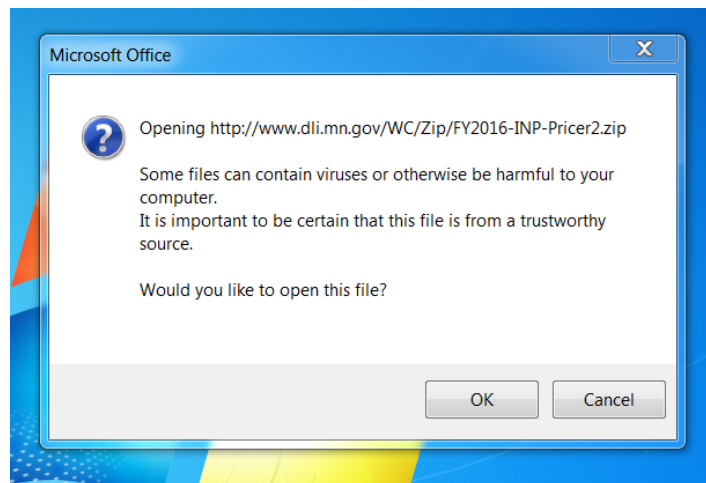 Microsoft Office
X
?
Opening http://www.dli.mn.gov/WC/Zip/FY2016-INP-Pricer2.zip
Some files can contain viruses or otherwise be harmful to your
computer.
It is important to be certain that this file is from a trustworthy
source.
Would you like to open this file?
OK
Cancel